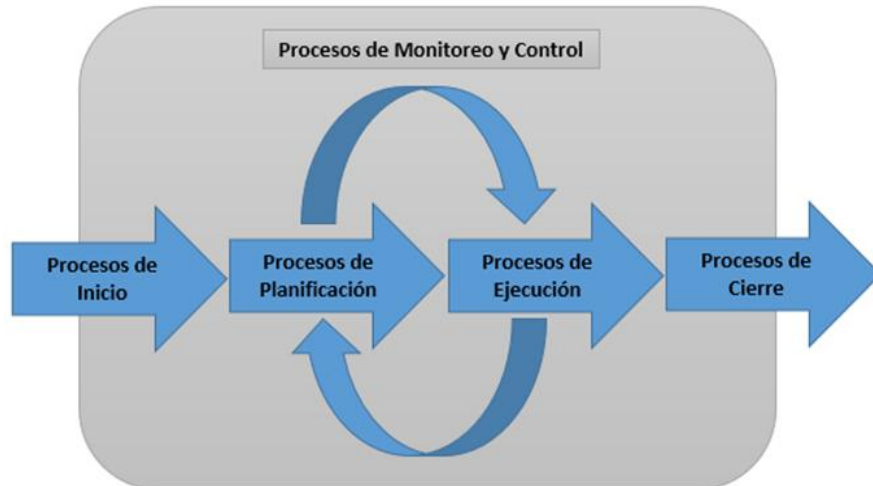 Procesos de Monitoreo y Control
Procesos de
Inicio
Procesos de
Planificación
Procesos de
Ejecución
Procesos de
Cierre